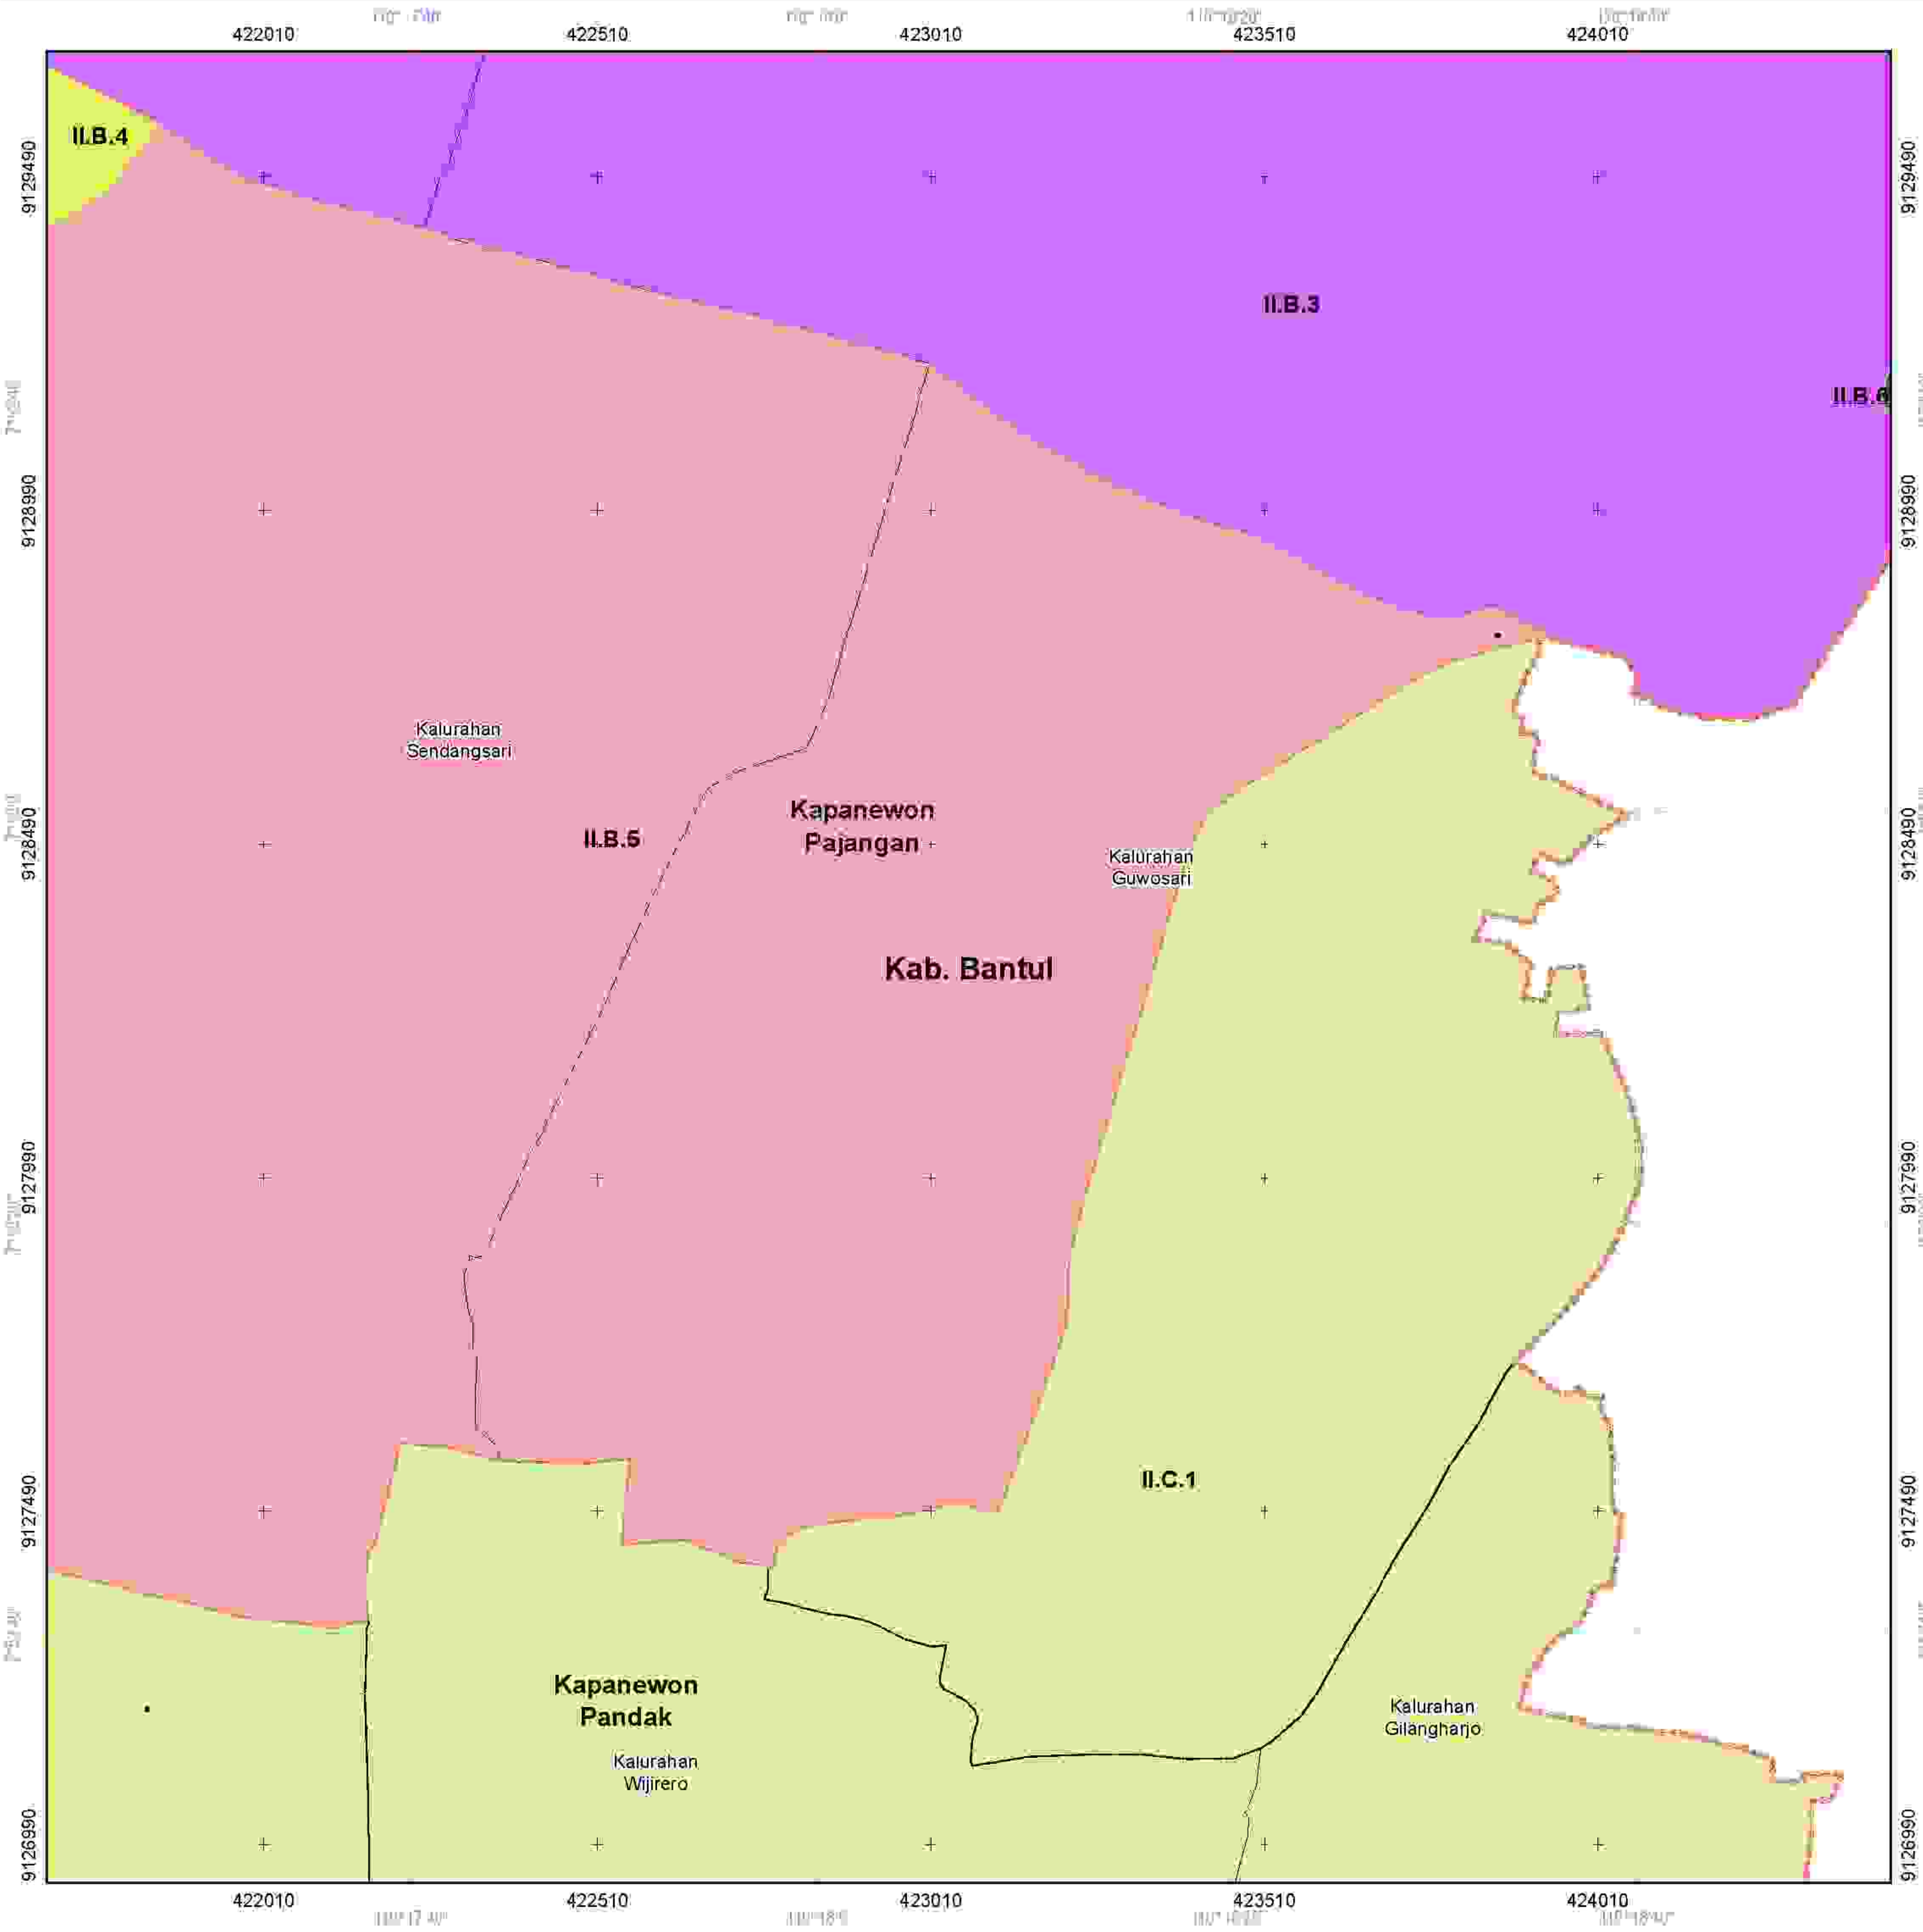 422010 422510 423010 423510 424010
II.B.4
9129490 9129490
II.B.3
II.B.6
9128990 9128990
Kalurahan
Sendangsari
Kapanewon
Pajangan
II.B.5
9128490 9128490
Kalurahan
Guwosari
Kab. Bantul
9127990 9127990
II.C.1
9127490 9127490
Kapanewon
Pandak
Kalurahan
Gilangharjo
Kalurahan
Wijirero
9126990 9126990
422010 422510 423010 423510 424010